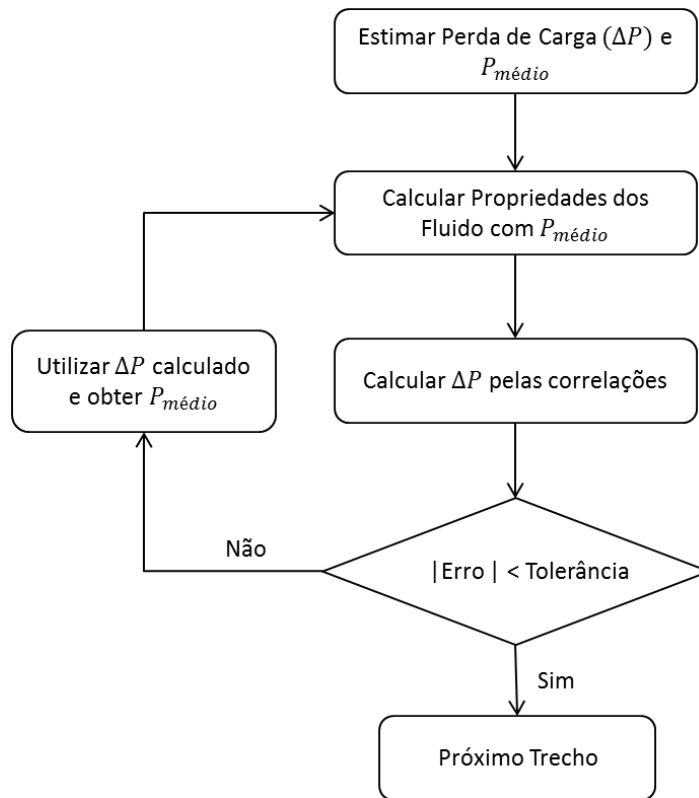 Estimar Perda de Carga (ΔP) e
P_médio
Calcular Propriedades dos
Fluido com P_médio
Utilizar ΔP calculado
e obter P_médio
Calcular ΔP pelas correlações
Não
|Erro | < Tolerância
Sim
Próximo Trecho